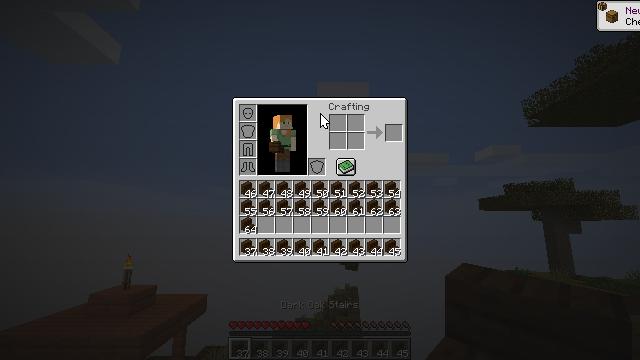 Neu
Che
Crafting
46 47 48 49 50 51 52 53 54
55 56 57 58 59 60 61 62 63
64
37 38 39 40 41 42 43 44 45
Dark Oak Stairs
37 38 39 40 41 42 43 44 45